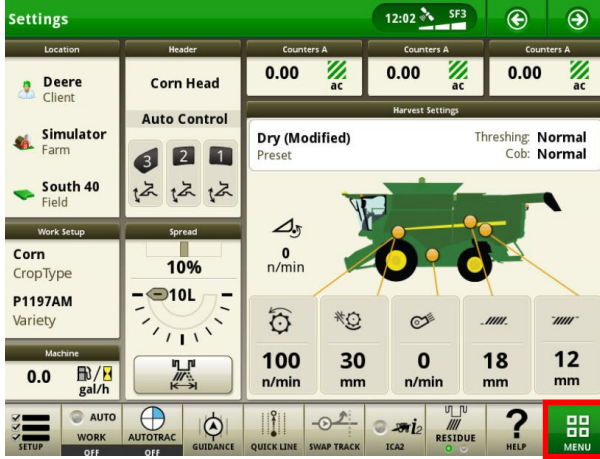 Settings
12:02 SF3
Location
Deere
Client
Simulator
Farm
South 40
Field
Work Setup
Corn
CropType
P1197AM
Variety
Machine
0.0 gal/h
Header
Corn Head
Auto Control
3 2 1
Spread
10%
10L
Counters A
0.00 ac
Counters A
0.00 ac
Counters A
0.00 ac
Harvest Settings
Dry (Modified)
Preset
Threshing: Normal
Cob: Normal
0
n/min
100
n/min
30
mm
0
n/min
18
mm
12
mm
SETUP
AUTO
WORK
OFF
AUTOTRAC
OFF
GUIDANCE
QUICK LINE
SWAP TRACK
i2
ICA2
RESIDUE
?
HELP
MENU